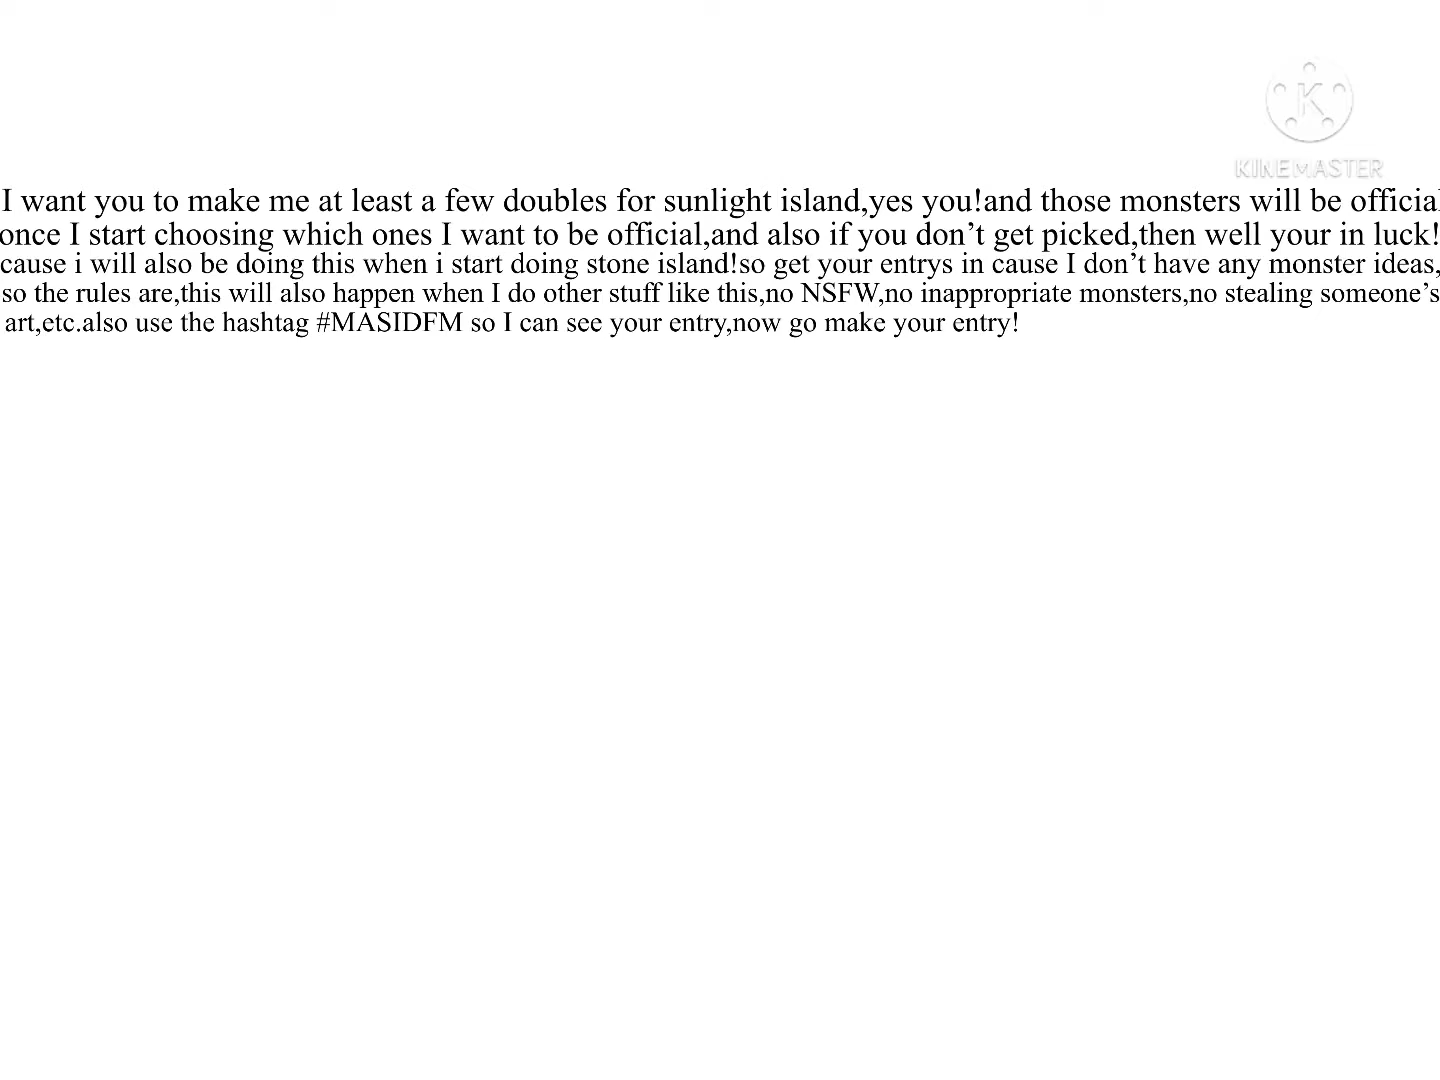 KINEMASTER
I want you to make me at least a few doubles for sunlight island,yes you!and those monsters will be official
once I start choosing which ones I want to be official,and also if you don’t get picked,then well your in luck!
cause i will also be doing this when i start doing stone island!so get your entrys in cause I don’t have any monster ideas,
so the rules are,this will also happen when I do other stuff like this,no NSFW,no inappropriate monsters,no stealing someone’s
art,etc.also use the hashtag #MASIDFM so I can see your entry,now go make your entry!